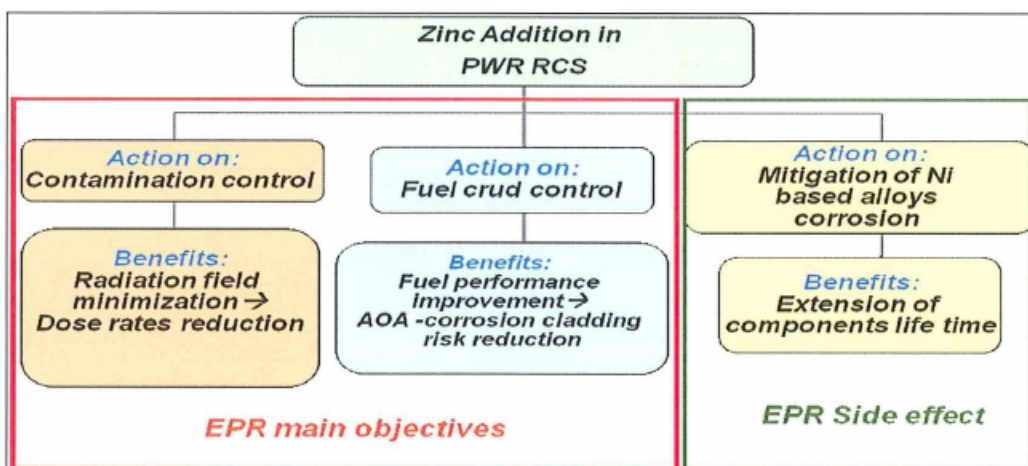 Zinc Addition in
PWR RCS
Action on:
Contamination control
Benefits:
Radiation field
minimization →
Dose rates reduction
Action on:
Fuel crud control
Benefits:
Fuel performance
improvement →
AOA -corrosion cladding
risk reduction
EPR main objectives
Action on:
Mitigation of Ni
based alloys
corrosion
Benefits:
Extension of
components life time
EPR Side effect